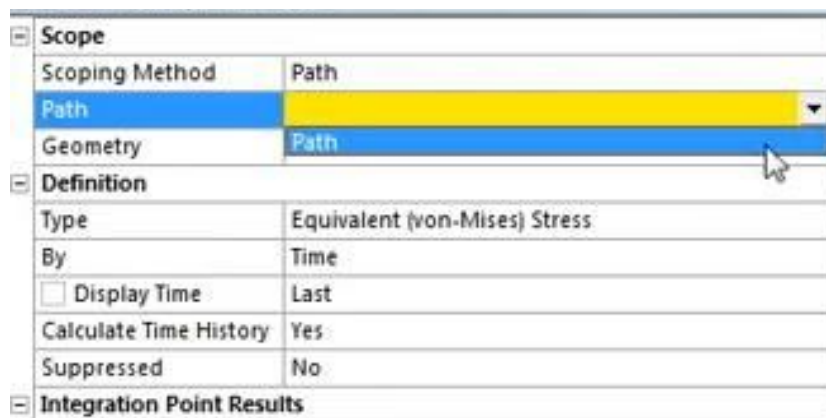 Scope
Scoping Method Path
Path
Geometry Path
Definition
Type Equivalent (von-Mises) Stress
By Time
Display Time Last
Calculate Time History Yes
Suppressed No
Integration Point Results